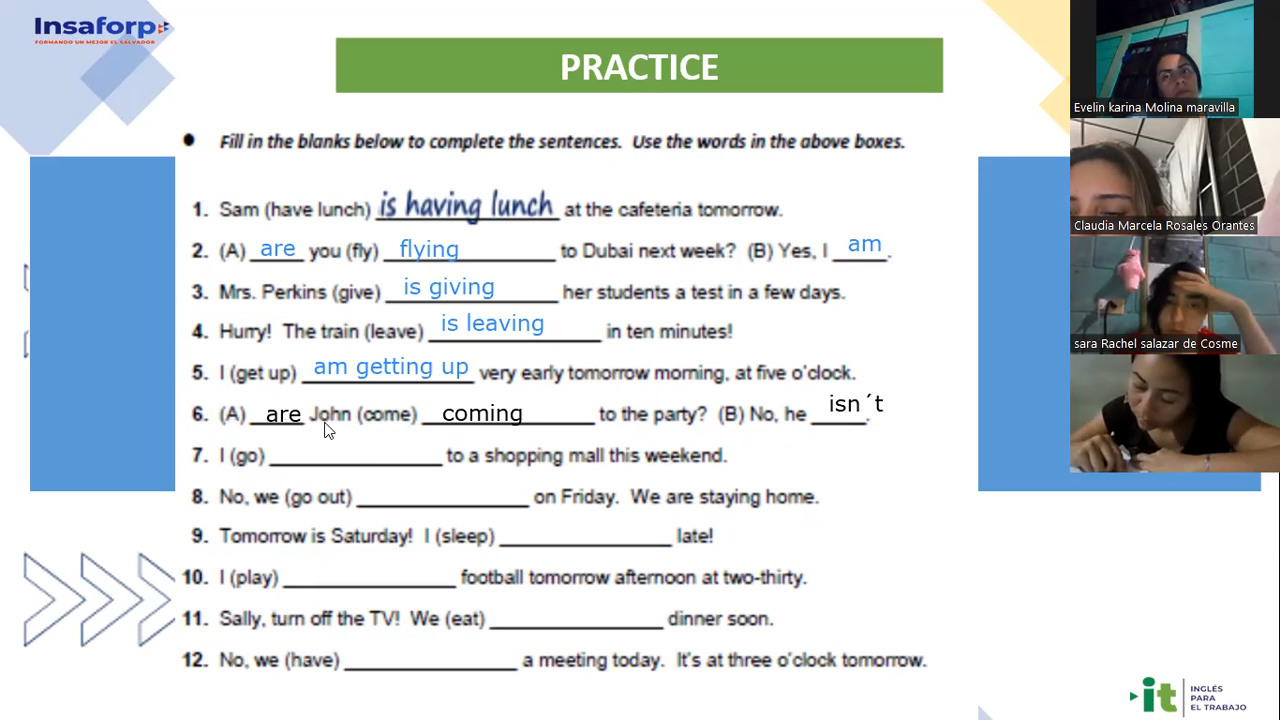 Insaforp
FORMANDO UN MEJOR EL SALVADOR
PRACTICE
Fill in the blanks below to complete the sentences. Use the words in the above boxes.
1. Sam (have lunch) is having lunch at the cafeteria tomorrow.
2. (A) are you (fly) flying to Dubai next week? (B) Yes, I am.
3. Mrs. Perkins (give) is giving her students a test in a few days.
4. Hurry! The train (leave) is leaving in ten minutes!
5. I (get up) am getting up very early tomorrow morning, at five o'clock.
6. (A) are John (come) coming to the party? (B) No, he isn´t.
7. I (go) ____ to a shopping mall this weekend.
8. No, we (go out) ____ on Friday. We are staying home.
9. Tomorrow is Saturday! I (sleep) ____ late!
10. I (play) ____ football tomorrow afternoon at two-thirty.
11. Sally, turn off the TV! We (eat) ____ dinner soon.
12. No, we (have) ____ a meeting today. It's at three o'clock tomorrow.
Evelin karina Molina maravilla
Claudia Marcela Rosales Orantes
sara Rachel salazar de Cosme
it
INGLÉS
PARA
EL TRABAJO